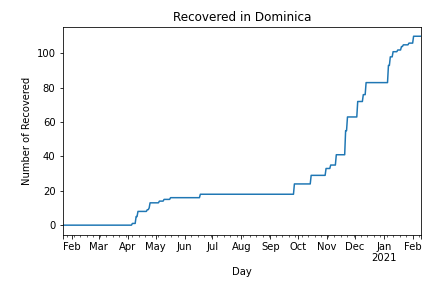 Recovered in Dominica
Number of Recovered
100
80
60
40
20
0
Feb Mar Apr May Jun Jul Aug Sep Oct Nov Dec Jan Feb
2021
Day